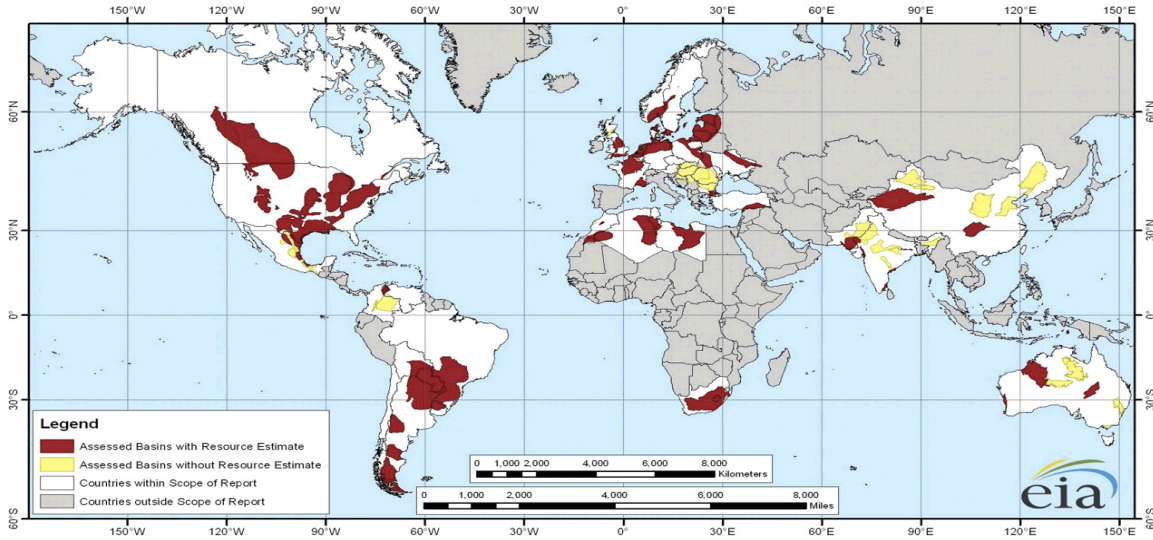 150°W 120°W 90°W 60°W 30°W 0° 30°E 60°E 90°E 120°E 150°E
60°N 60°N
30°N 30°N
0° 0°
30°S 30°S
Legend
Assessed Basins with Resource Estimate
Assessed Basins without Resource Estimate
Countries within Scope of Report
Countries outside Scope of Report
0 1,000 2,000 4,000 6,000 8,000
Kilometers
0 1,000 2,000 4,000 6,000 8,000
Miles
eia
60°S 60°S
150°W 120°W 90°W 60°W 30°W 0° 30°E 60°E 90°E 120°E 150°E